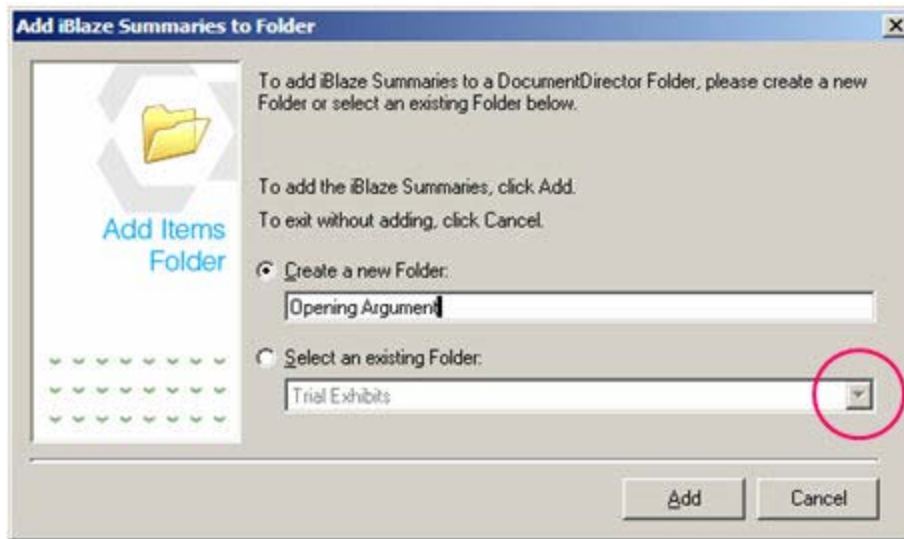 Add iBlaze Summaries to Folder
To add iBlaze Summaries to a DocumentDirector Folder, please create a new
Folder or select an existing Folder below.
To add the iBlaze Summaries, click Add.
To exit without adding, click Cancel.
Add Items
Folder
Create a new Folder:
Opening Argument
Select an existing Folder:
Trial Exhibits
Add
Cancel